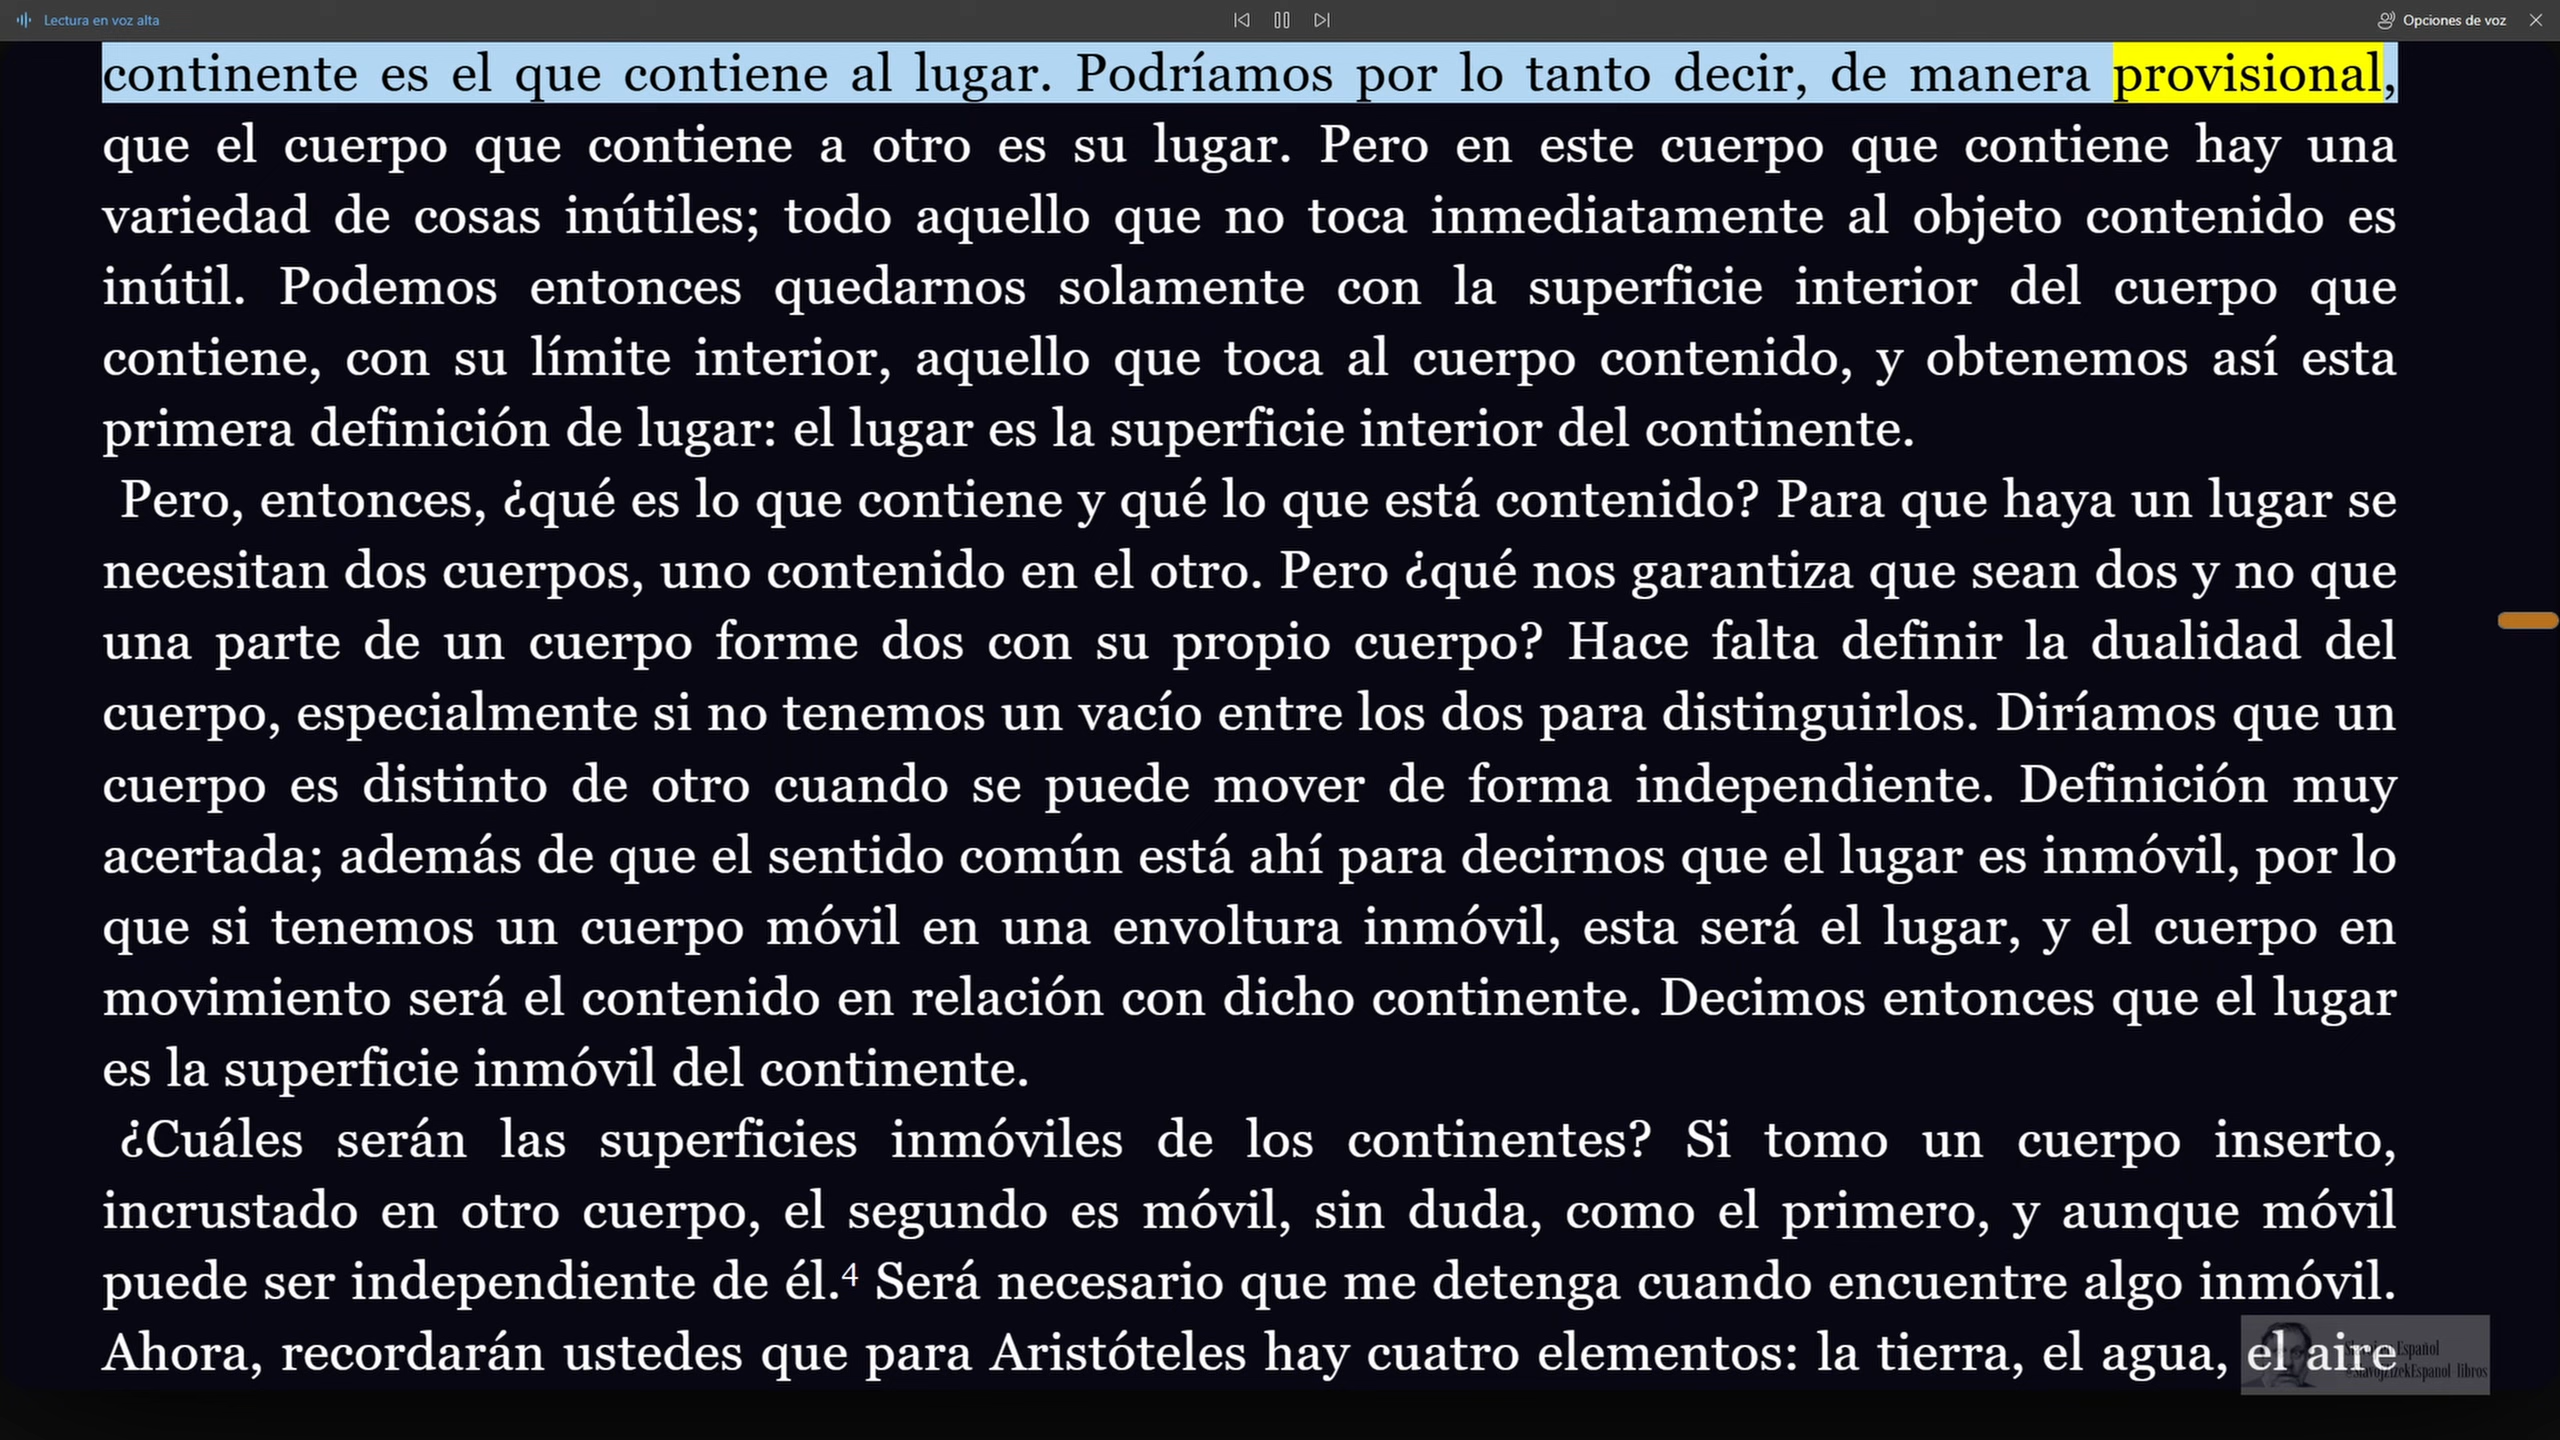 Lectura en voz alta
Opciones de voz
continente es el que contiene al lugar. Podríamos por lo tanto decir, de manera provisional,
que el cuerpo que contiene a otro es su lugar. Pero en este cuerpo que contiene hay una
variedad de cosas inútiles; todo aquello que no toca inmediatamente al objeto contenido es
inútil. Podemos entonces quedarnos solamente con la superficie interior del cuerpo que
contiene, con su límite interior, aquello que toca al cuerpo contenido, y obtenemos así esta
primera definición de lugar: el lugar es la superficie interior del continente.
Pero, entonces, ¿qué es lo que contiene y qué lo que está contenido? Para que haya un lugar se
necesitan dos cuerpos, uno contenido en el otro. Pero ¿qué nos garantiza que sean dos y no que
una parte de un cuerpo forme dos con su propio cuerpo? Hace falta definir la dualidad del
cuerpo, especialmente si no tenemos un vacío entre los dos para distinguirlos. Diríamos que un
cuerpo es distinto de otro cuando se puede mover de forma independiente. Definición muy
acertada; además de que el sentido común está ahí para decirnos que el lugar es inmóvil, por lo
que si tenemos un cuerpo móvil en una envoltura inmóvil, esta será el lugar, y el cuerpo en
movimiento será el contenido en relación con dicho continente. Decimos entonces que el lugar
es la superficie inmóvil del continente.
¿Cuáles serán las superficies inmóviles de los continentes? Si tomo un cuerpo inserto,
incrustado en otro cuerpo, el segundo es móvil, sin duda, como el primero, y aunque móvil
puede ser independiente de él.⁴ Será necesario que me detenga cuando encuentre algo inmóvil.
Ahora, recordarán ustedes que para Aristóteles hay cuatro elementos: la tierra, el agua, el aire
Español
libros